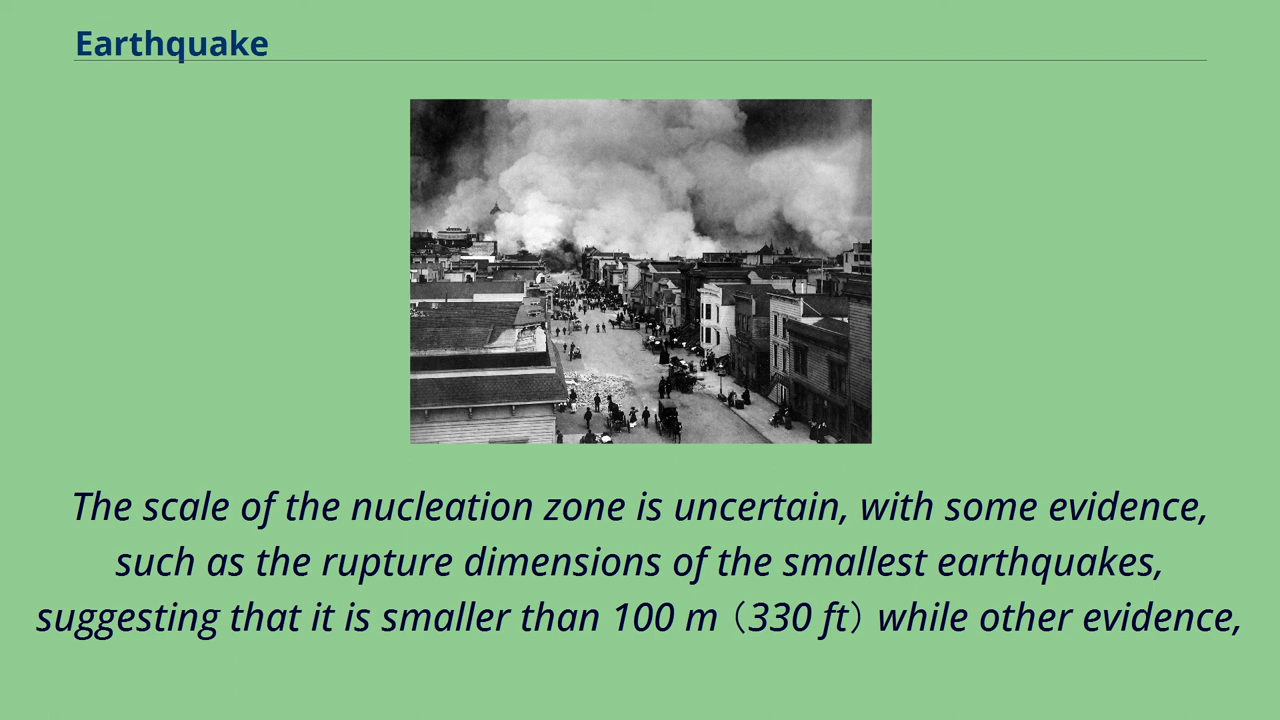 Earthquake
The scale of the nucleation zone is uncertain, with some evidence,
such as the rupture dimensions of the smallest earthquakes,
suggesting that it is smaller than 100 m（330 ft）while other evidence,